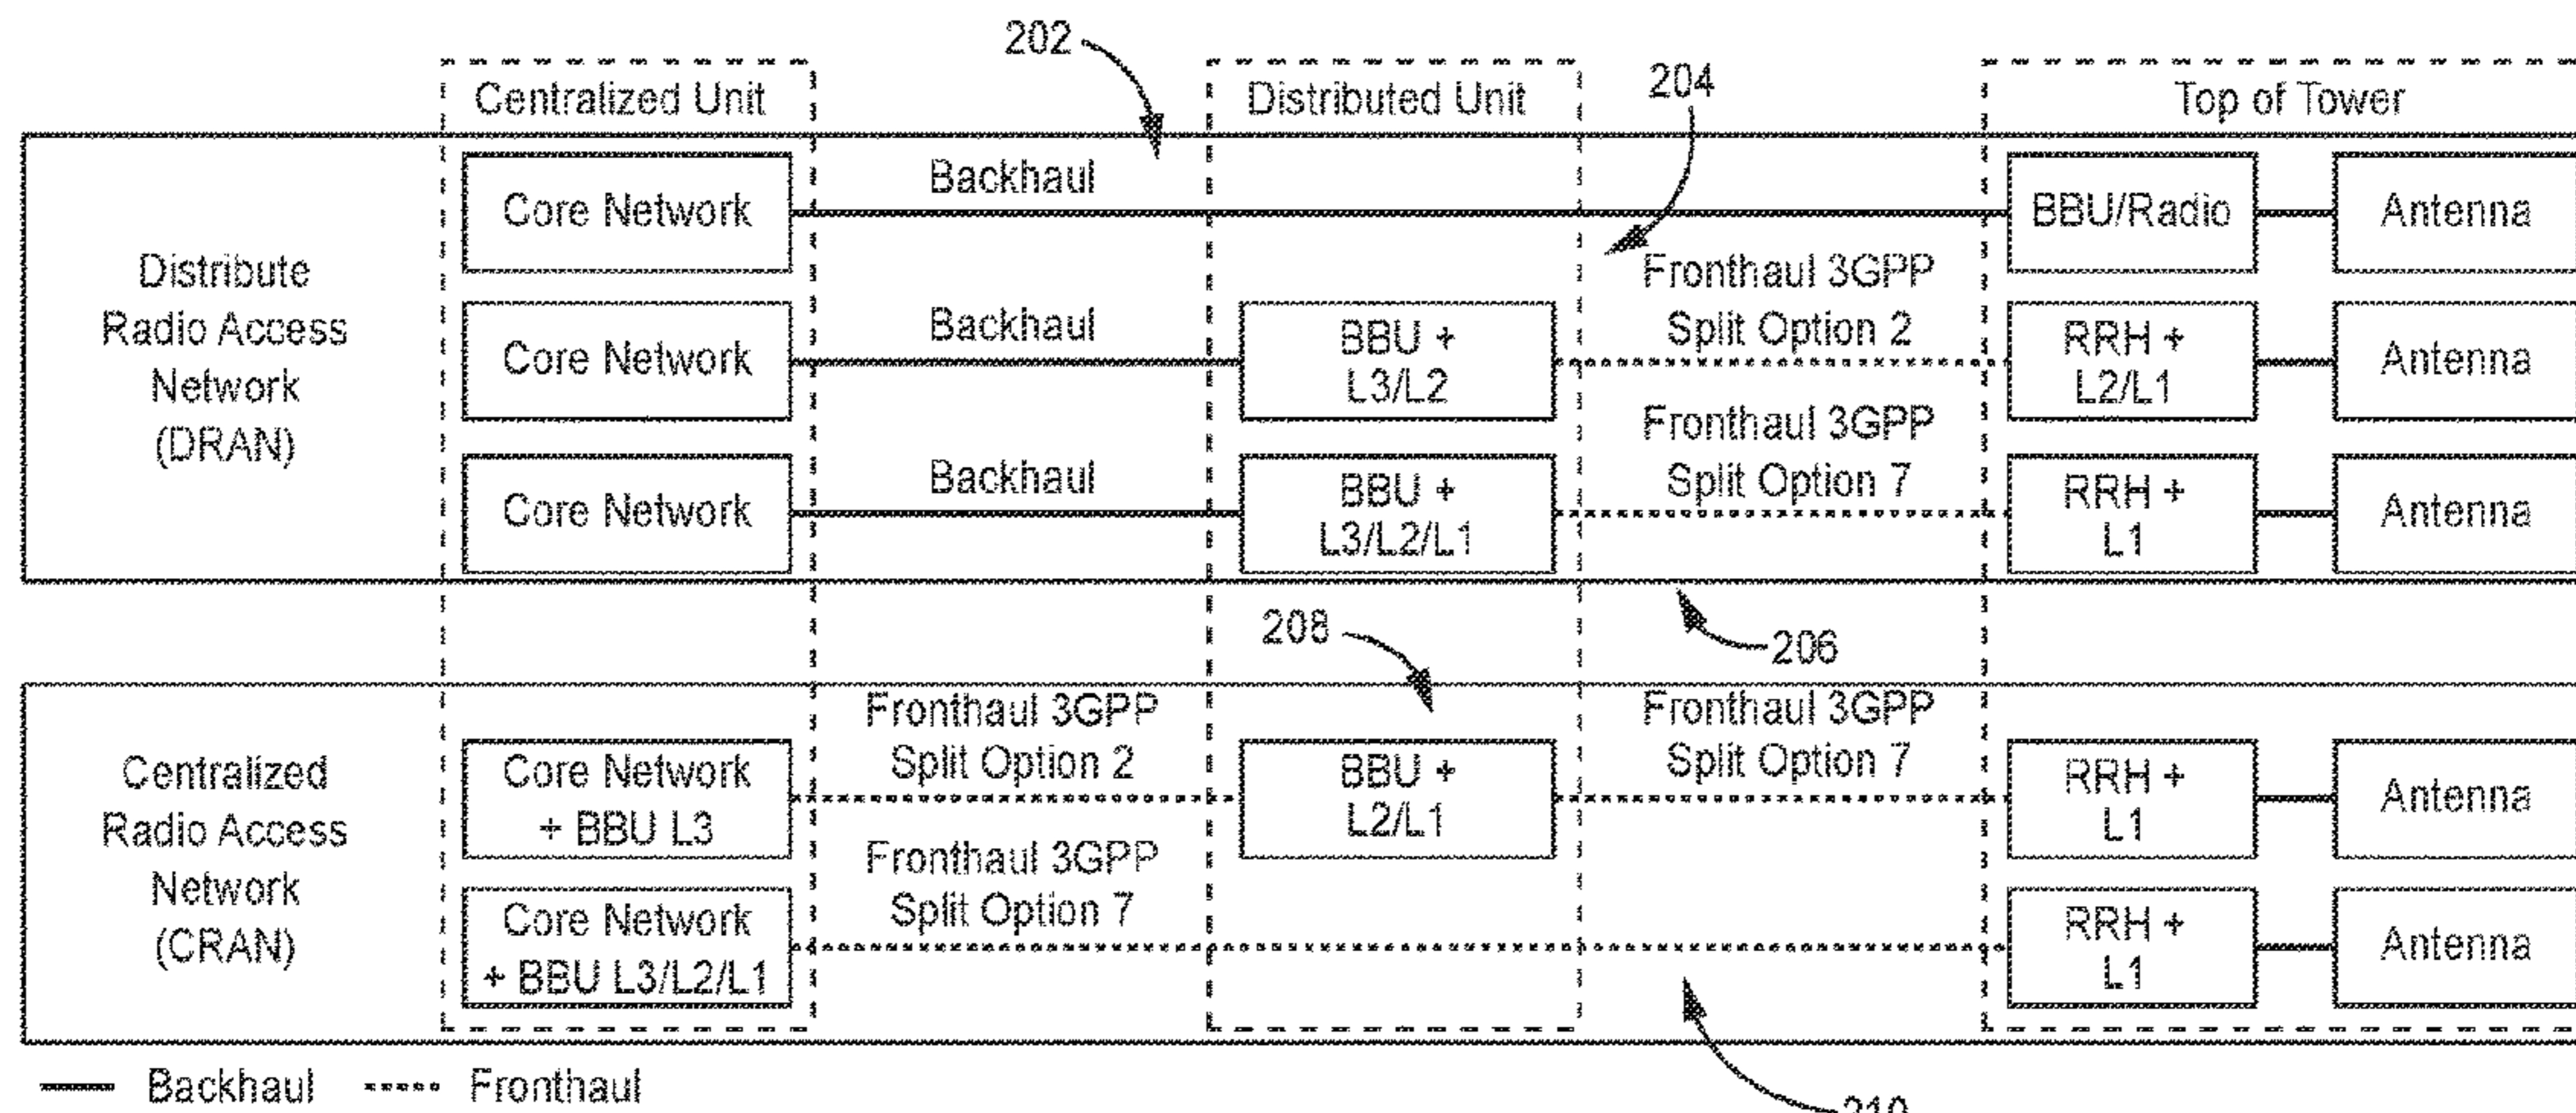 202
204
Centralized Unit
Distributed Unit
Top of Tower
Distribute
Radio Access
Network
(DRAN)
Core Network
Backhaul
BBU/Radio
Antenna
Core Network
Backhaul
BBU +
L3/L2
Fronthaul 3GPP
Split Option 2
RRH +
L2/L1
Antenna
Core Network
Backhaul
BBU +
L3/L2/L1
Fronthaul 3GPP
Split Option 7
RRH +
L1
Antenna
206
208
Centralized
Radio Access
Network
(CRAN)
Core Network
+ BBU L3
Fronthaul 3GPP
Split Option 2
BBU +
L2/L1
Fronthaul 3GPP
Split Option 7
RRH +
L1
Antenna
Core Network
+ BBU L3/L2/L1
Fronthaul 3GPP
Split Option 7
RRH +
L1
Antenna
Backhaul
Fronthaul